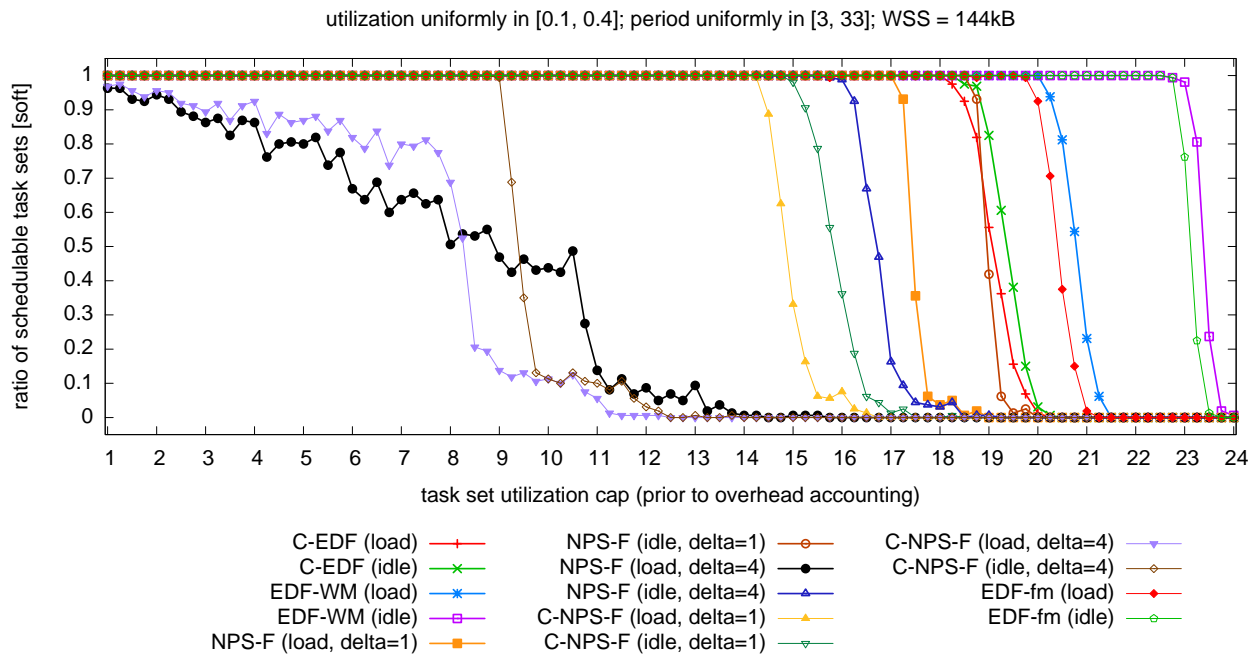 utilization uniformly in [0.1, 0.4]; period uniformly in [3, 33]; WSS = 144kB
ratio of schedulable task sets [soft]
1
0.9
0.8
0.7
0.6
0.5
0.4
0.3
0.2
0.1
0
1 2 3 4 5 6 7 8 9 10 11 12 13 14 15 16 17 18 19 20 21 22 23 24
task set utilization cap (prior to overhead accounting)
C-EDF (load)
C-EDF (idle)
EDF-WM (load)
EDF-WM (idle)
NPS-F (load, delta=1)
NPS-F (idle, delta=1)
NPS-F (load, delta=4)
NPS-F (idle, delta=4)
C-NPS-F (load, delta=1)
C-NPS-F (idle, delta=1)
C-NPS-F (load, delta=4)
C-NPS-F (idle, delta=4)
EDF-fm (load)
EDF-fm (idle)